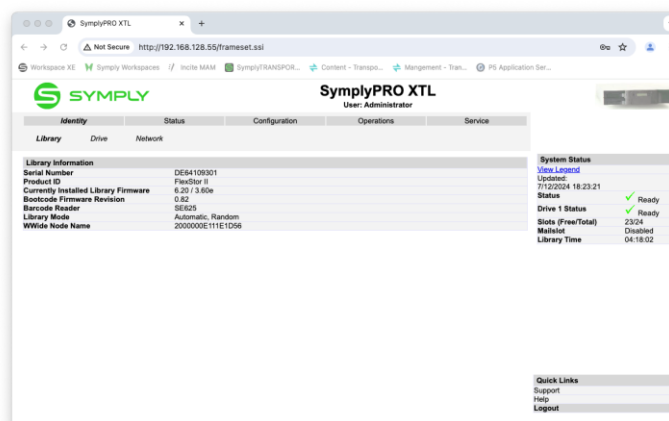 SymplyPRO XTL
Not Secure http://192.168.128.55/frameset.ssi
Workspace XE Symply Workspaces Incite MAM SymplyTRANSPOR... Content - Transpo... Mangement - Tran... P5 Application Ser...
SYMPLY
SymplyPRO XTL
User: Administrator
Identity Status Configuration Operations Service
Library Drive Network
Library Information
Serial Number DE64109301
Product ID FlexStor II
Currently Installed Library Firmware 6.20 / 3.60e
Bootcode Firmware Revision 0.82
Barcode Reader SE625
Library Mode Automatic, Random
WWide Node Name 2000000E111E1D56
System Status
View Legend
Updated:
7/12/2024 18:23:21
Status Ready
Drive 1 Status Ready
Slots (Free/Total) 23/24
Mailslot Disabled
Library Time 04:18:02
Quick Links
Support
Help
Logout